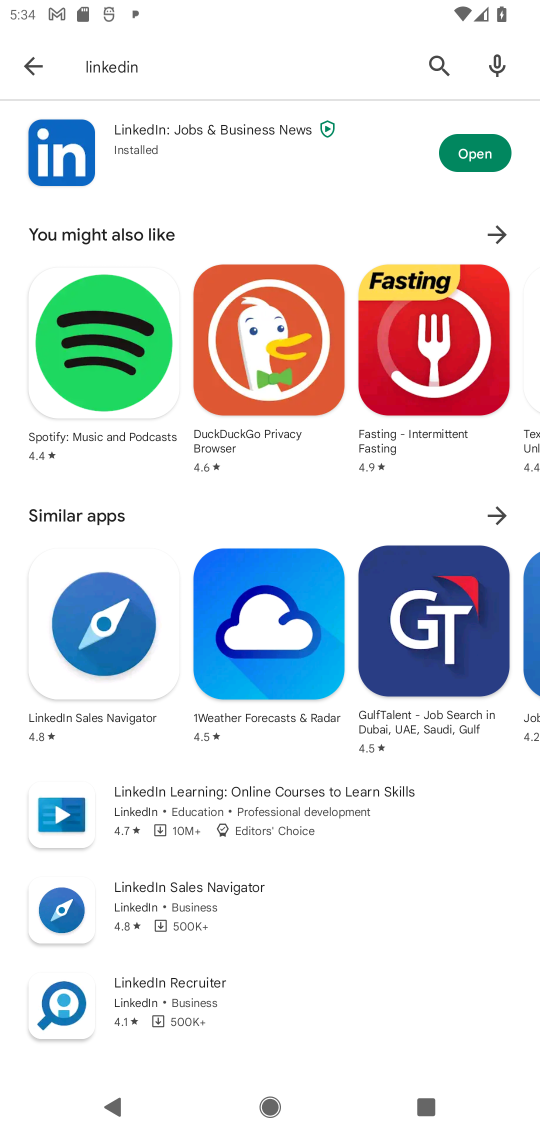 5:34
linkedin
in
LinkedIn: Jobs & Business News
Installed
Open
You might also like
Fasting
Spotify: Music and Podcasts
4.4
DuckDuckGo Privacy
Browser
4.6
Fasting - Intermittent
Fasting
4.9
Tex
Unl
4.4
Similar apps
GT
LinkedIn Sales Navigator
4.8
1Weather Forecasts & Radar
4.5
GulfTalent - Job Search in
Dubai, UAE, Saudi, Gulf
4.5
Job
4.2
LinkedIn Learning: Online Courses to Learn Skills
LinkedIn • Education • Professional development
4.7 10M+ Editors' Choice
LinkedIn Sales Navigator
LinkedIn • Business
4.8 500K+
LinkedIn Recruiter
LinkedIn • Business
4.1 500K+